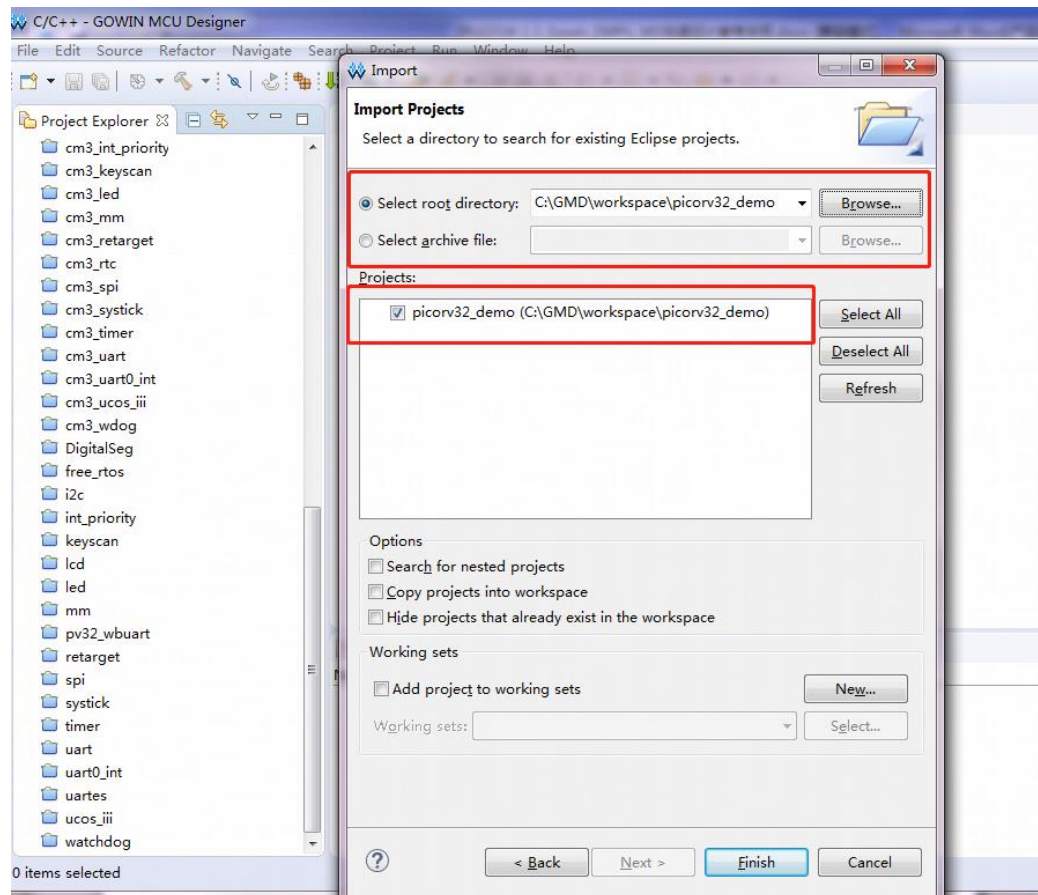 C/C++ - GOWIN MCU Designer
File Edit Source Refactor Navigate Search Project Run Window Help
Project Explorer
cm3_int_priority
cm3_keyscan
cm3_led
cm3_mm
cm3_retarget
cm3_rtc
cm3_spi
cm3_systick
cm3_timer
cm3_uart
cm3_uart0_int
cm3_ucos_iii
cm3_wdog
DigitalSeg
free_rtos
i2c
int_priority
keyscan
lcd
led
mm
pv32_wbuart
retarget
spi
systick
timer
uart
uart0_int
uartes
ucos_iii
watchdog
0 items selected
Import
Import Projects
Select a directory to search for existing Eclipse projects.
Select root directory: C:\GMD\workspace\picorv32_demo Browse...
Select archive file: Browse...
Projects:
picorv32_demo (C:\GMD\workspace\picorv32_demo)
Select All
Deselect All
Refresh
Options
Search for nested projects
Copy projects into workspace
Hide projects that already exist in the workspace
Working sets
Add project to working sets New...
Working sets: Select...
< Back Next > Finish Cancel